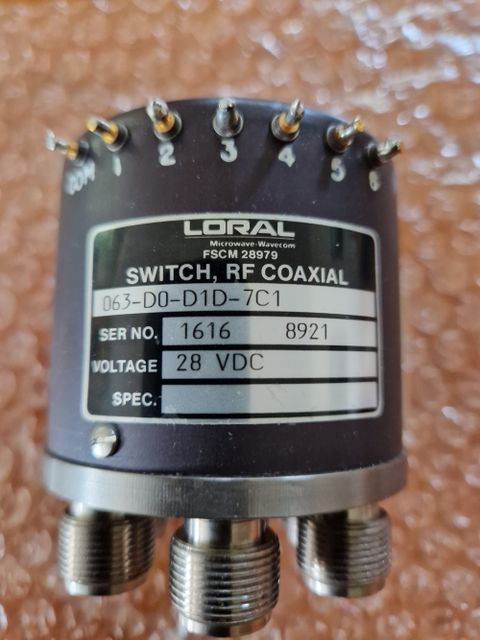 COM 1 2 3 4 5 6
LORAL
Microwave-Wavecom
FSCM 28979
SWITCH, RF COAXIAL
063-D0-D1D-7C1
SER NO. 1616 8921
VOLTAGE 28 VDC
SPEC.